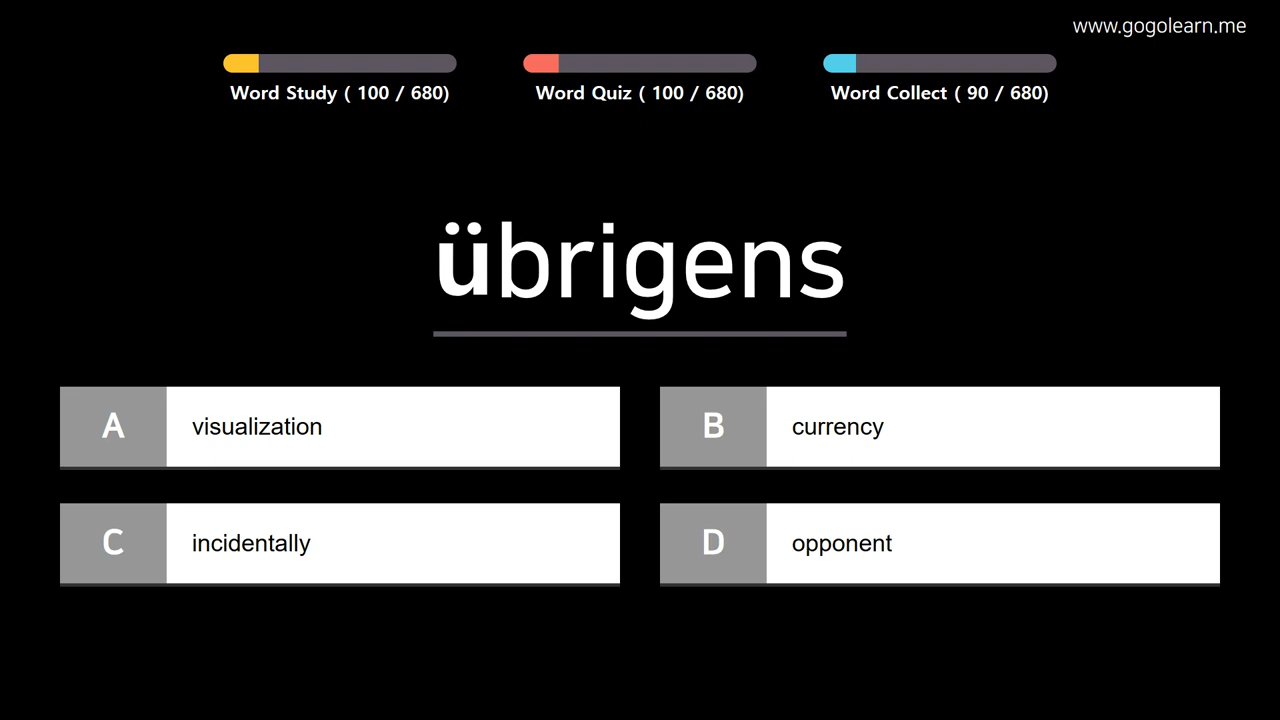 www.gogolearn.me
Word Study ( 100 / 680)
Word Quiz ( 100 / 680)
Word Collect ( 90 / 680)
übrigens
A visualization
B currency
C incidentally
D opponent